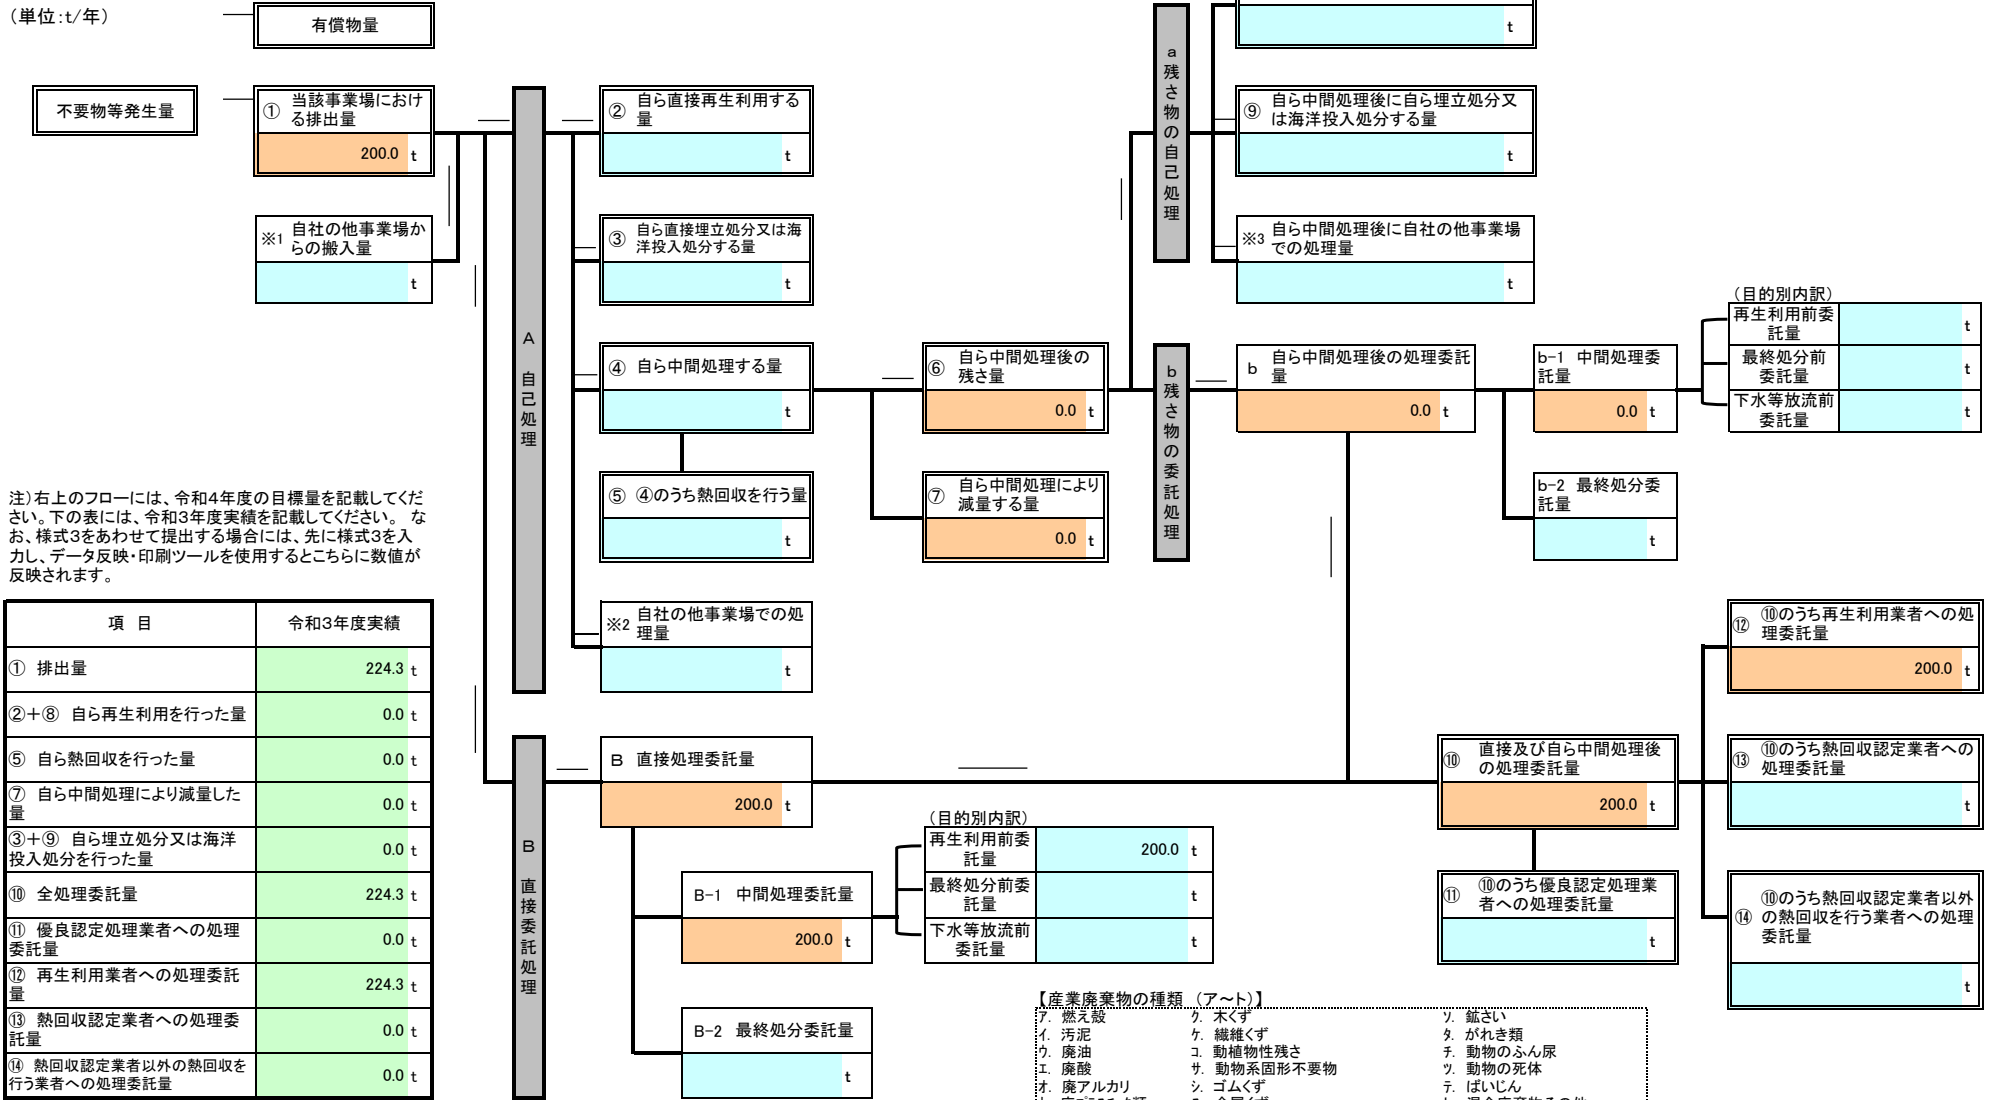 （単位：t/年）
有償物量
不要物等発生量
① 当該事業場におけ
る排出量
200.0 t
※1 自社の他事業場か
らの搬入量
t
A 自己処理
② 自ら直接再生利用する
量
t
③ 自ら直接埋立処分又は海
洋投入処分する量
t
④ 自ら中間処理する量
t
⑤ ④のうち熱回収を行う量
t
※2 自社の他事業場での処
理量
t
⑥ 自ら中間処理後の
残さ量
0.0 t
⑦ 自ら中間処理により
減量する量
0.0 t
a 残さ物の自己処理
t
⑨ 自ら中間処理後に自ら埋立処分又
は海洋投入処分する量
t
※3 自ら中間処理後に自社の他事業場
での処理量
t
b 残さ物の委託処理
b 自ら中間処理後の処理委託
量
0.0 t
b-1 中間処理委
託量
0.0 t
（目的別内訳）
再生利用前委
託量
t
最終処分前
委託量
t
下水等放流前
委託量
t
b-2 最終処分委
託量
t
注）右上のフローには、令和4年度の目標量を記載してくだ
さい。下の表には、令和3年度実績を記載してください。 な
お、様式3をあわせて提出する場合には、先に様式3を入
力し、データ反映・印刷ツールを使用するとこちらに数値が
反映されます。
項 目 令和3年度実績
① 排出量 224.3 t
②＋⑧ 自ら再生利用を行った量 0.0 t
⑤ 自ら熱回収を行った量 0.0 t
⑦ 自ら中間処理により減量した
量 0.0 t
③＋⑨ 自ら埋立処分又は海洋
投入処分を行った量 0.0 t
⑩ 全処理委託量 224.3 t
⑪ 優良認定処理業者への処理
委託量 0.0 t
⑫ 再生利用業者への処理委託
量 224.3 t
⑬ 熱回収認定業者への処理委
託量 0.0 t
⑭ 熱回収認定業者以外の熱回収を
行う業者への処理委託量 0.0 t
B 直接委託処理
B 直接処理委託量
200.0 t
B-1 中間処理委託量
200.0 t
（目的別内訳）
再生利用前委
託量
200.0 t
最終処分前委
託量
t
下水等放流前
委託量
t
B-2 最終処分委託量
t
⑩ 直接及び自ら中間処理後
の処理委託量
200.0 t
⑪ ⑩のうち優良認定処理業
者への処理委託量
t
⑫ ⑩のうち再生利用業者への処
理委託量
200.0 t
⑬ ⑩のうち熱回収認定業者への
処理委託量
t
⑭ ⑩のうち熱回収認定業者以外
の熱回収を行う業者への処理
委託量
t
【産業廃棄物の種類 （ア～ト）】
ア. 燃え殻 ク. 木くず ソ. 鉱さい
イ. 汚泥 ケ. 繊維くず タ. がれき類
ウ. 廃油 コ. 動植物性残さ チ. 動物のふん尿
エ. 廃酸 サ. 動物系固形不要物 ツ. 動物の死体
オ. 廃アルカリ シ. ゴムくず テ. ばいじん